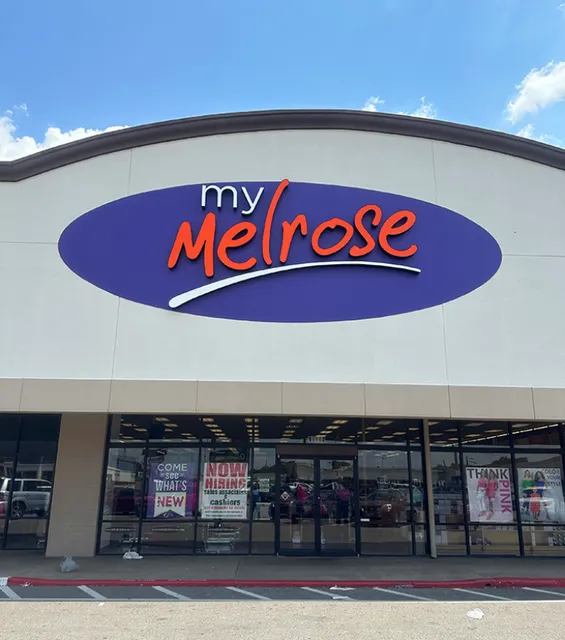 my
Melrose
COME
see
WHAT'S
NEW
NOW
HIRING
sales associates
cashiers
THINK
PINK